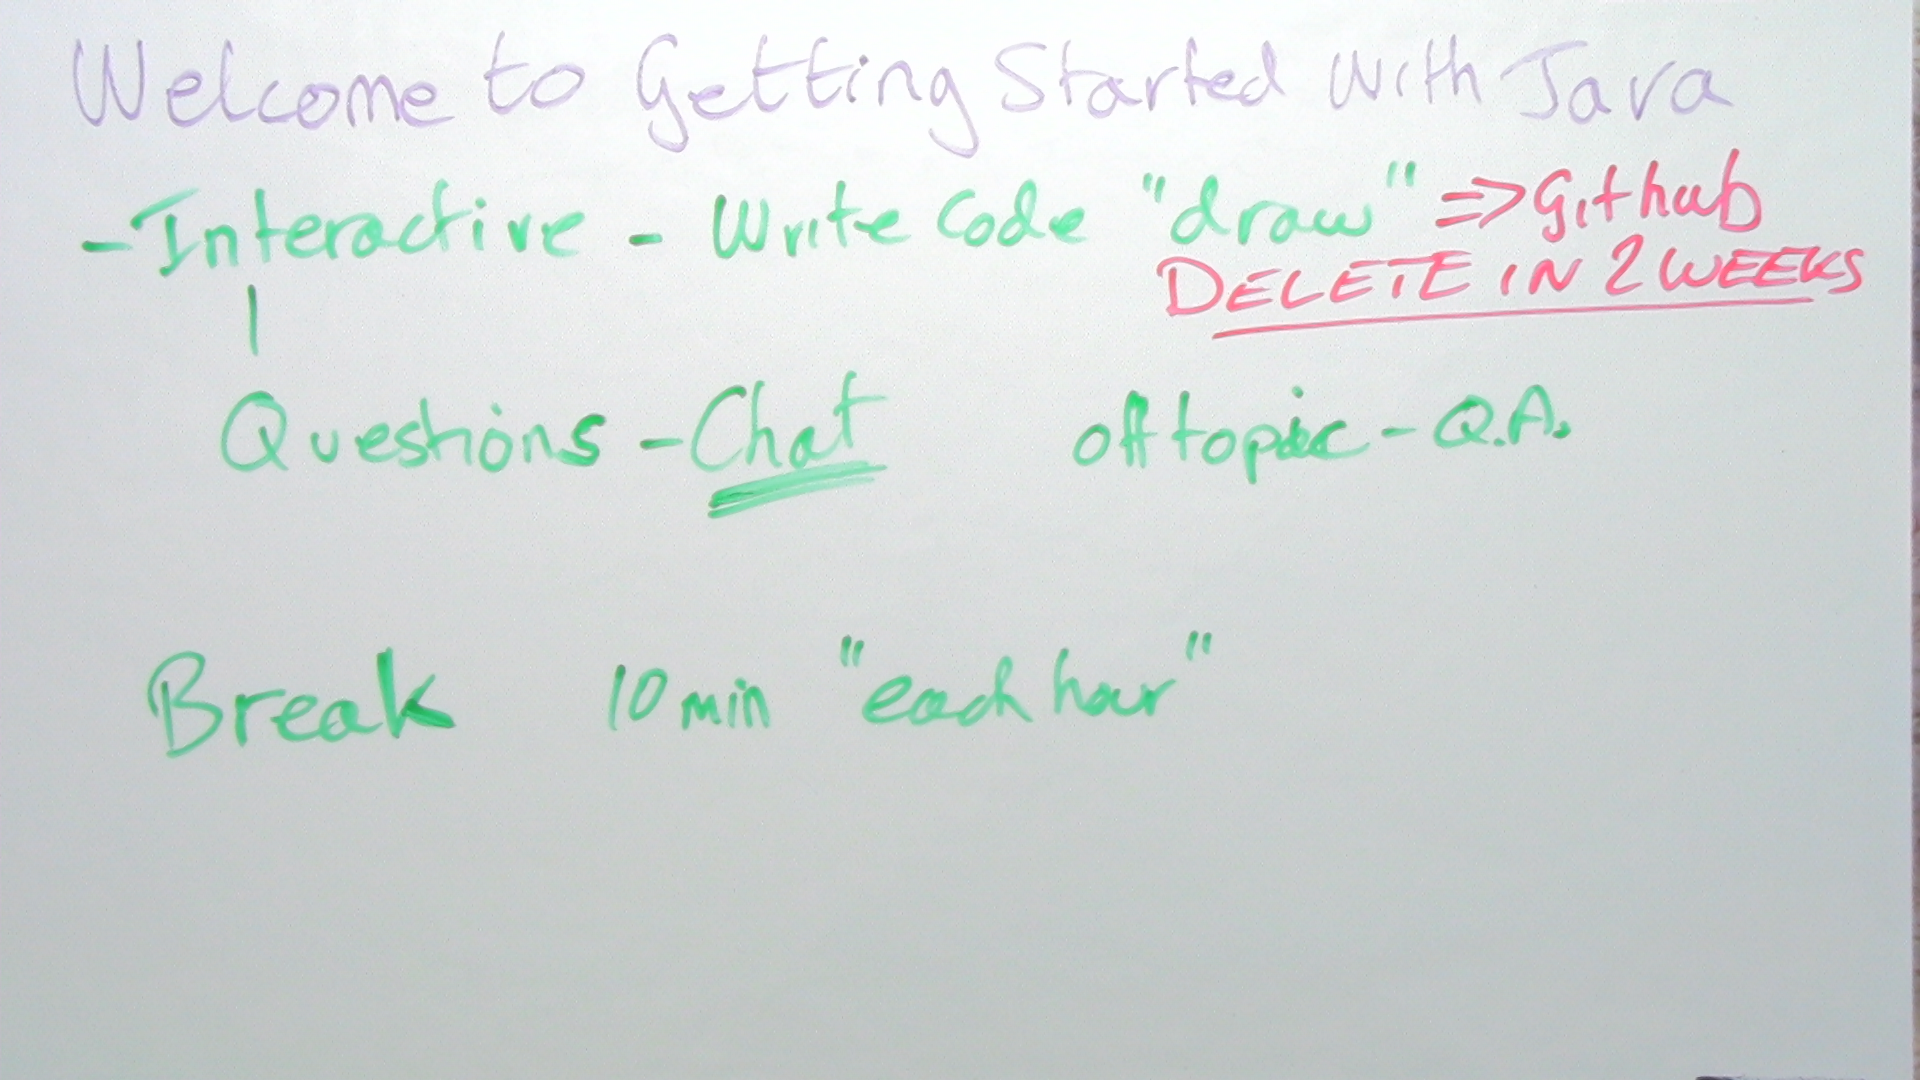 Welcome to Getting Started With Java
- Interactive - Write Code "draw" => Github
DELETE IN 2 WEEKS
Questions - Chat off topic - Q.A.
Break 10 min "each hour"